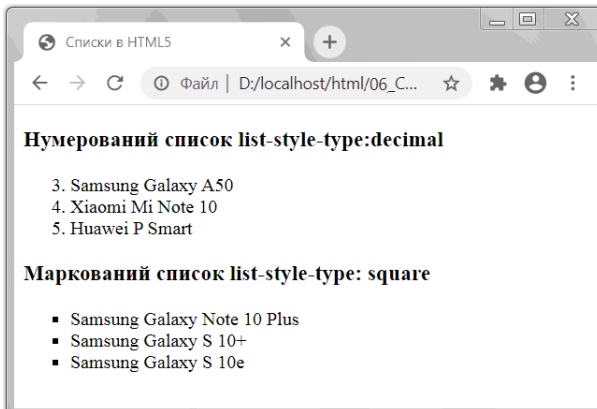 Списки в HTML5
Файл | D:/localhost/html/06_C...
Нумерований список list-style-type:decimal
3. Samsung Galaxy A50
4. Xiaomi Mi Note 10
5. Huawei P Smart
Маркований список list-style-type: square
▪ Samsung Galaxy Note 10 Plus
▪ Samsung Galaxy S 10+
▪ Samsung Galaxy S 10e